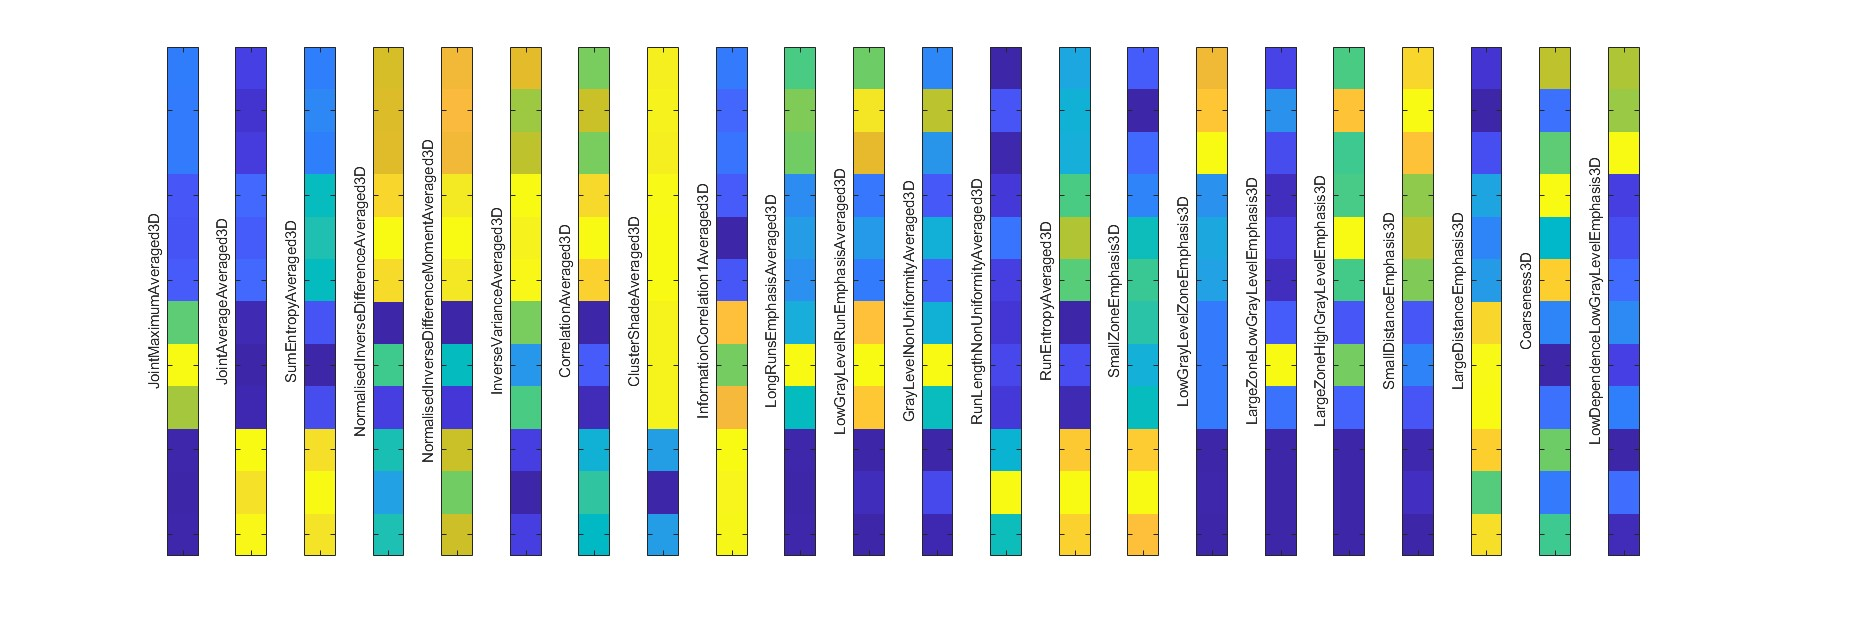 JointMaximumAveraged3D
JointAverageAveraged3D
SumEntropyAveraged3D
NormalisedInverseDifferenceAveraged3D
NormalisedInverseDifferenceMomentAveraged3D
InverseVarianceAveraged3D
CorrelationAveraged3D
ClusterShadeAveraged3D
InformationCorrelation1Averaged3D
LongRunsEmphasisAveraged3D
LowGrayLevelRunEmphasisAveraged3D
GrayLevelNonUniformityAveraged3D
RunLengthNonUniformityAveraged3D
RunEntropyAveraged3D
SmallZoneEmphasis3D
LowGrayLevelZoneEmphasis3D
LargeZoneLowGrayLevelEmphasis3D
LargeZoneHighGrayLevelEmphasis3D
SmallDistanceEmphasis3D
LargeDistanceEmphasis3D
Coarseness3D
LowDependenceLowGrayLevelEmphasis3D